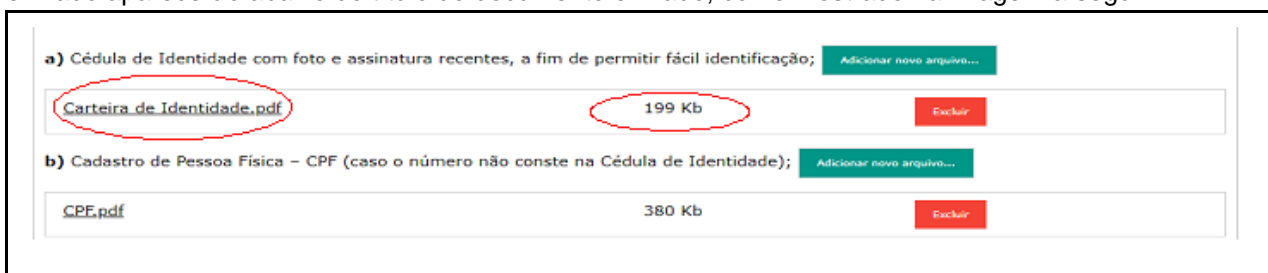 a) Cédula de Identidade com foto e assinatura recentes, a fim de permitir fácil identificação; Adicionar novo arquivo...
Carteira de Identidade.pdf 199 Kb Excluir
b) Cadastro de Pessoa Física – CPF (caso o número não conste na Cédula de Identidade); Adicionar novo arquivo...
CPF.pdf 380 Kb Excluir